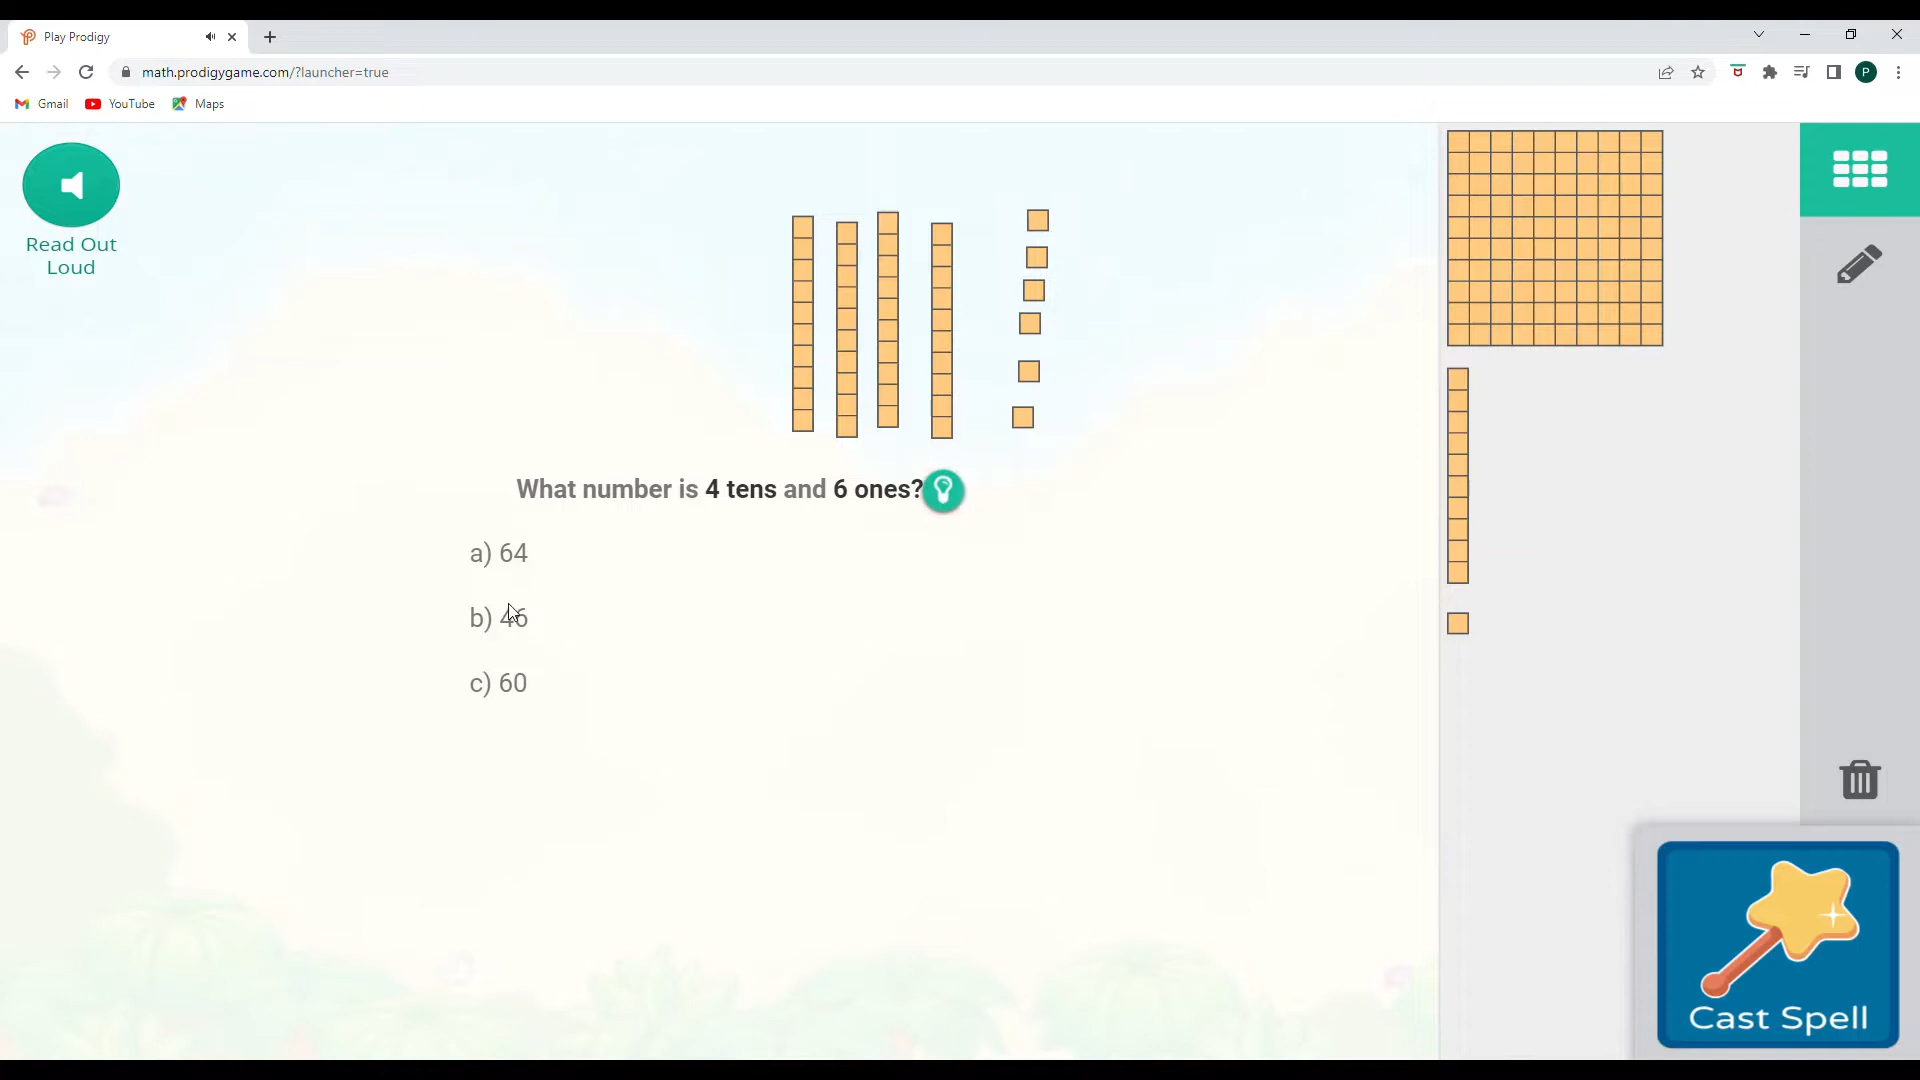 Play Prodigy
math.prodigygame.com/?launcher=true
P
Gmail
YouTube
Maps
Read Out
Loud
What number is 4 tens and 6 ones?
a) 64
b) 46
c) 60
Cast Spell